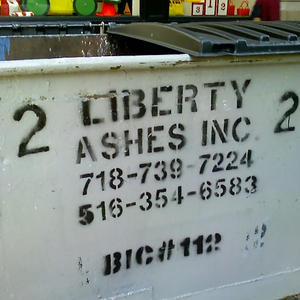 2 LIBERTY 2
ASHES INC.
718-739-7224
516-354-6583
BIC#112